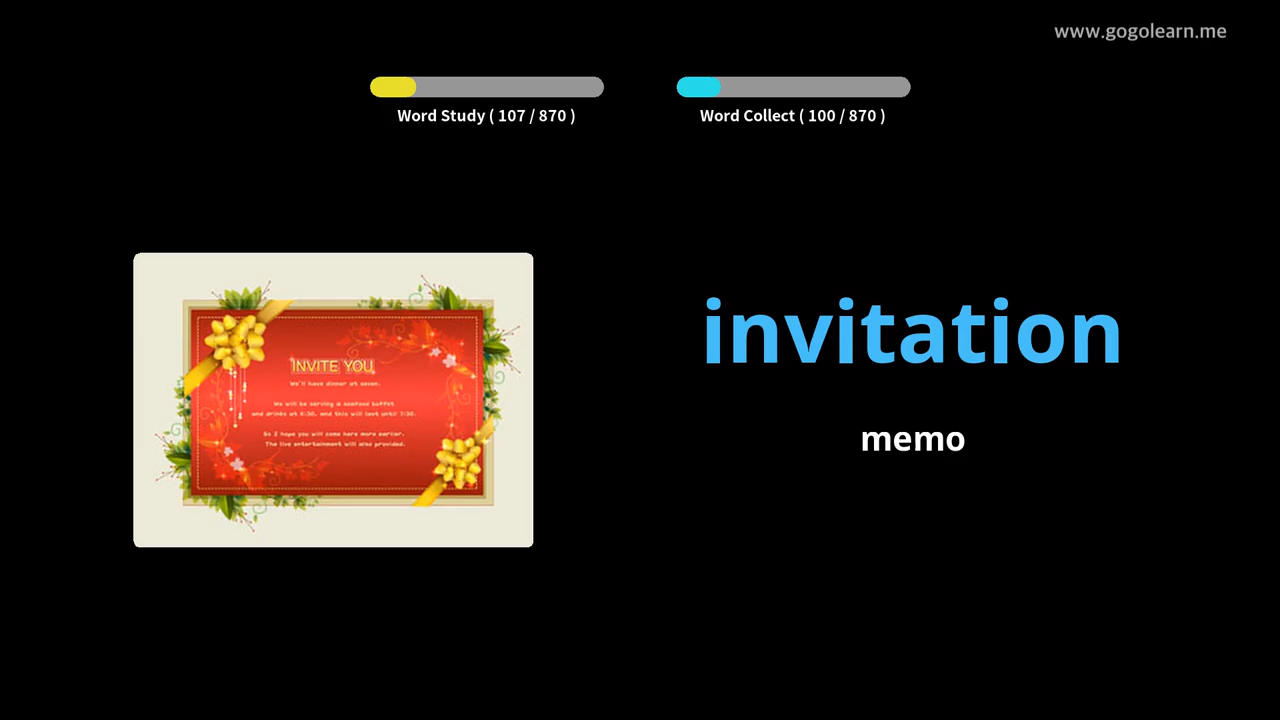 www.gogolearn.me
Word Study ( 107 / 870 )
Word Collect ( 100 / 870 )
INVITE YOU
We'll have dinner at seven.
We will be serving a seafood buffet
and drinks at 6:30, and this will last until 7:30.
So I hope you will come here more earlier.
The live entertainment will also provided.
invitation
memo